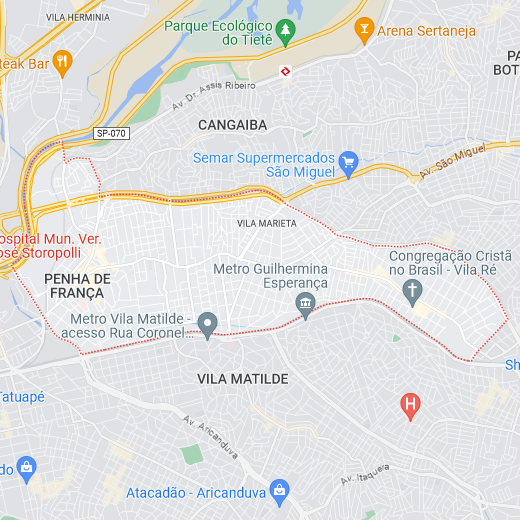 VILA HERMINIA
Parque Ecológico
do Tietê
Arena Sertaneja
teak Bar
PA
BOT
Av. Dr. Assis Ribeiro
CANGAIBA
SP-070
Semar Supermercados
São Miguel
Av. São Miguel
VILA MARIETA
ospital Mun. Ver.
osé Storopolli
Congregação Cristã
no Brasil - Vila Ré
Metro Guilhermina
Esperança
PENHA DE
FRANÇA
Metro Vila Matilde -
acesso Rua Coronel...
Sh
VILA MATILDE
Tatuapé
H
Av. Aricanduva
do
Av. Itaquera
Atacadão - Aricanduva